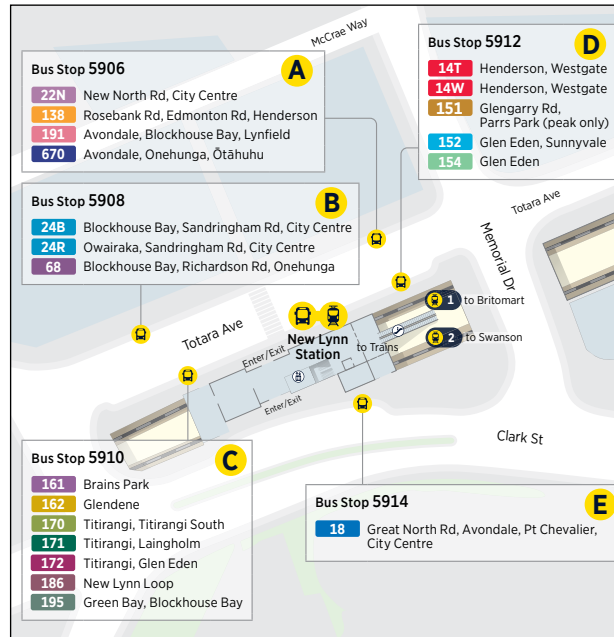 McCrae Way
Bus Stop 5906
A
22N New North Rd, City Centre
138 Rosebank Rd, Edmonton Rd, Henderson
191 Avondale, Blockhouse Bay, Lynfield
670 Avondale, Onehunga, Ōtāhuhu
Bus Stop 5912
D
14T Henderson, Westgate
14W Henderson, Westgate
151 Glengarry Rd,
Parrs Park (peak only)
152 Glen Eden, Sunnyvale
154 Glen Eden
Bus Stop 5908
B
24B Blockhouse Bay, Sandringham Rd, City Centre
24R Owairaka, Sandringham Rd, City Centre
68 Blockhouse Bay, Richardson Rd, Onehunga
Totara Ave
Memorial Dr
1 to Britomart
2 to Swanson
Totara Ave
New Lynn
Station
to Trains
Enter/Exit
Enter/Exit
Clark St
Bus Stop 5910
C
161 Brains Park
162 Glendene
170 Titirangi, Titirangi South
171 Titirangi, Laingholm
172 Titirangi, Glen Eden
186 New Lynn Loop
195 Green Bay, Blockhouse Bay
Bus Stop 5914
E
18 Great North Rd, Avondale, Pt Chevalier,
City Centre